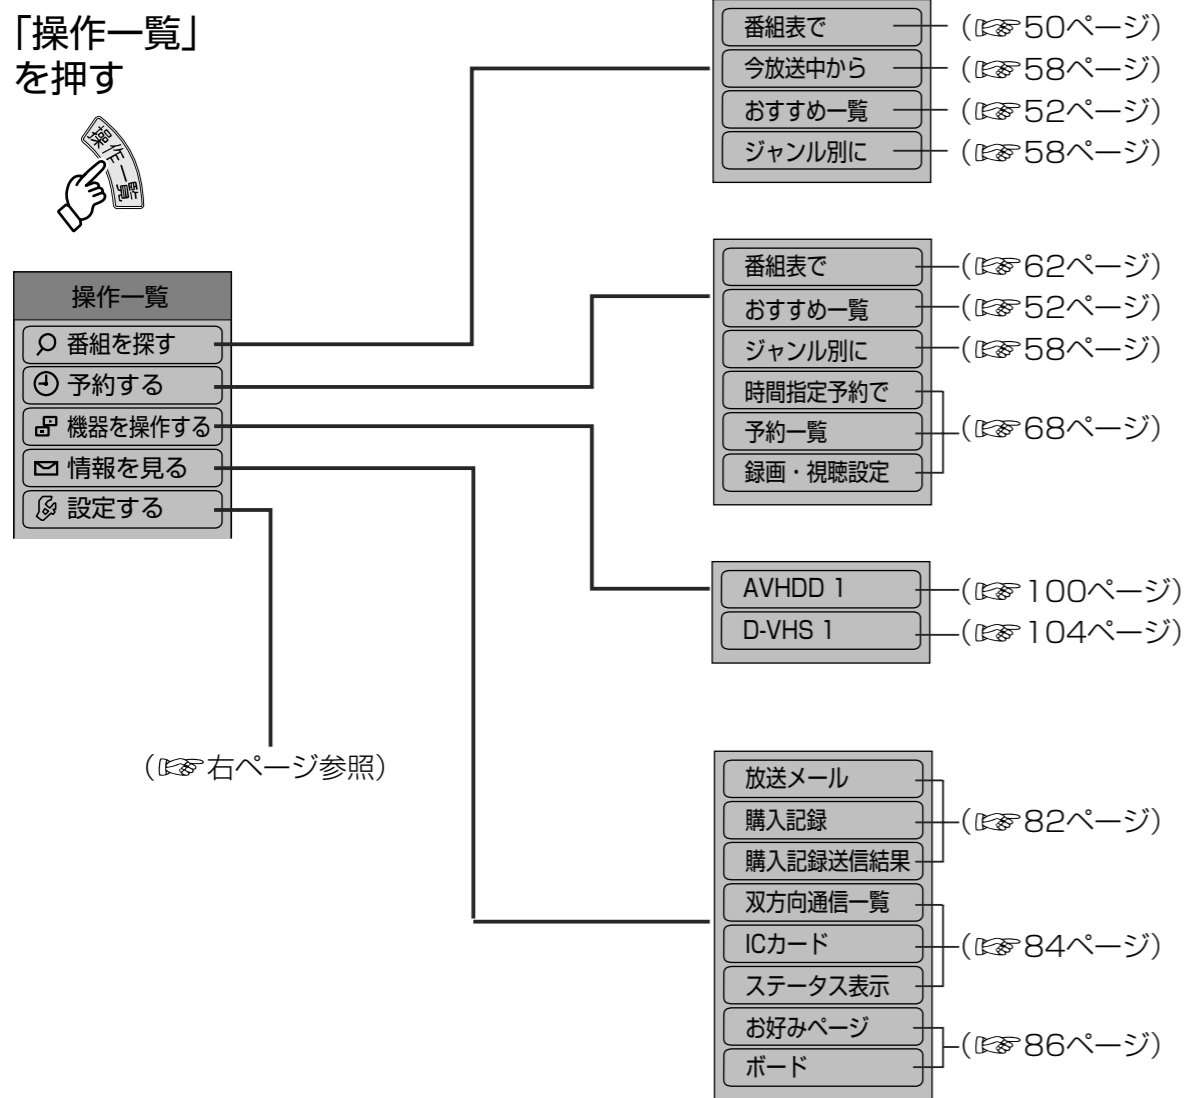 「操作一覧」
を押す
操作一覧
操作一覧
番組を探す
予約する
機器を操作する
情報を見る
設定する
(☞右ページ参照)
番組表で (☞50ページ)
今放送中から (☞58ページ)
おすすめ一覧 (☞52ページ)
ジャンル別に (☞58ページ)
番組表で (☞62ページ)
おすすめ一覧 (☞52ページ)
ジャンル別に (☞58ページ)
時間指定予約で
予約一覧 (☞68ページ)
録画・視聴設定
AVHDD 1 (☞100ページ)
D-VHS 1 (☞104ページ)
放送メール
購入記録 (☞82ページ)
購入記録送信結果
双方向通信一覧
ICカード (☞84ページ)
ステータス表示
お好みページ
(☞86ページ)
ボード